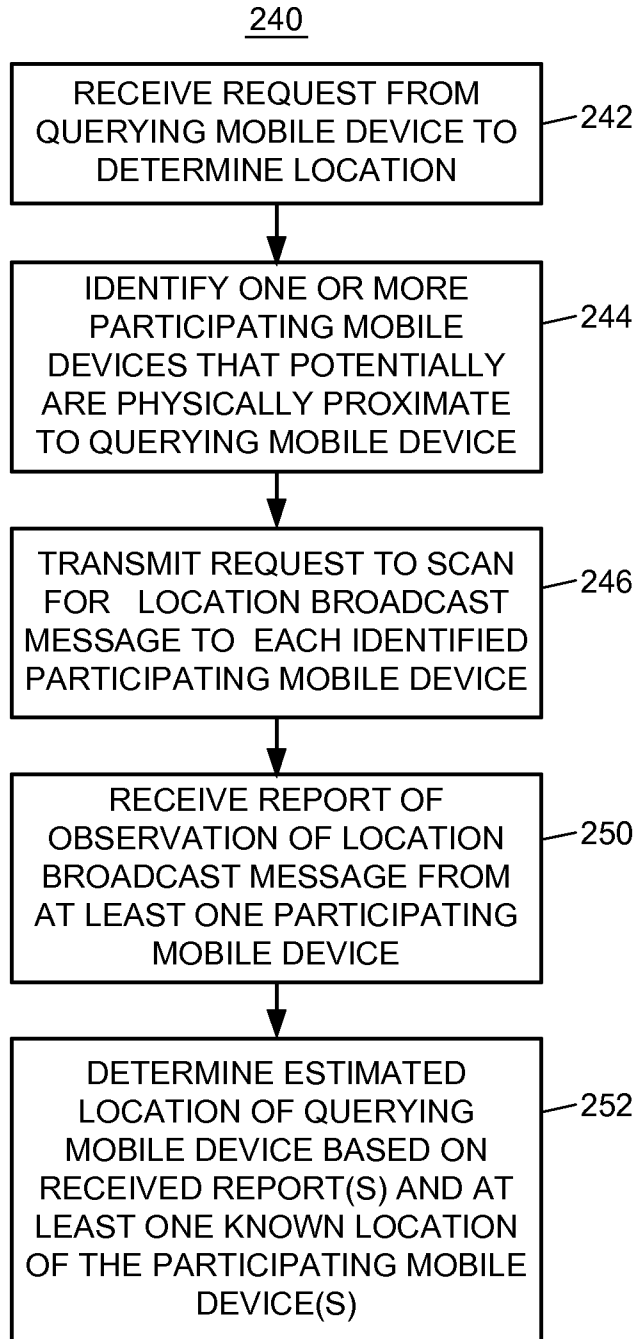 240
RECEIVE REQUEST FROM
QUERYING MOBILE DEVICE TO
DETERMINE LOCATION
242
IDENTIFY ONE OR MORE
PARTICIPATING MOBILE
DEVICES THAT POTENTIALLY
ARE PHYSICALLY PROXIMATE
TO QUERYING MOBILE DEVICE
244
TRANSMIT REQUEST TO SCAN
FOR LOCATION BROADCAST
MESSAGE TO EACH IDENTIFIED
PARTICIPATING MOBILE DEVICE
246
RECEIVE REPORT OF
OBSERVATION OF LOCATION
BROADCAST MESSAGE FROM
AT LEAST ONE PARTICIPATING
MOBILE DEVICE
250
DETERMINE ESTIMATED
LOCATION OF QUERYING
MOBILE DEVICE BASED ON
RECEIVED REPORT(S) AND AT
LEAST ONE KNOWN LOCATION
OF THE PARTICIPATING MOBILE
DEVICE(S)
252